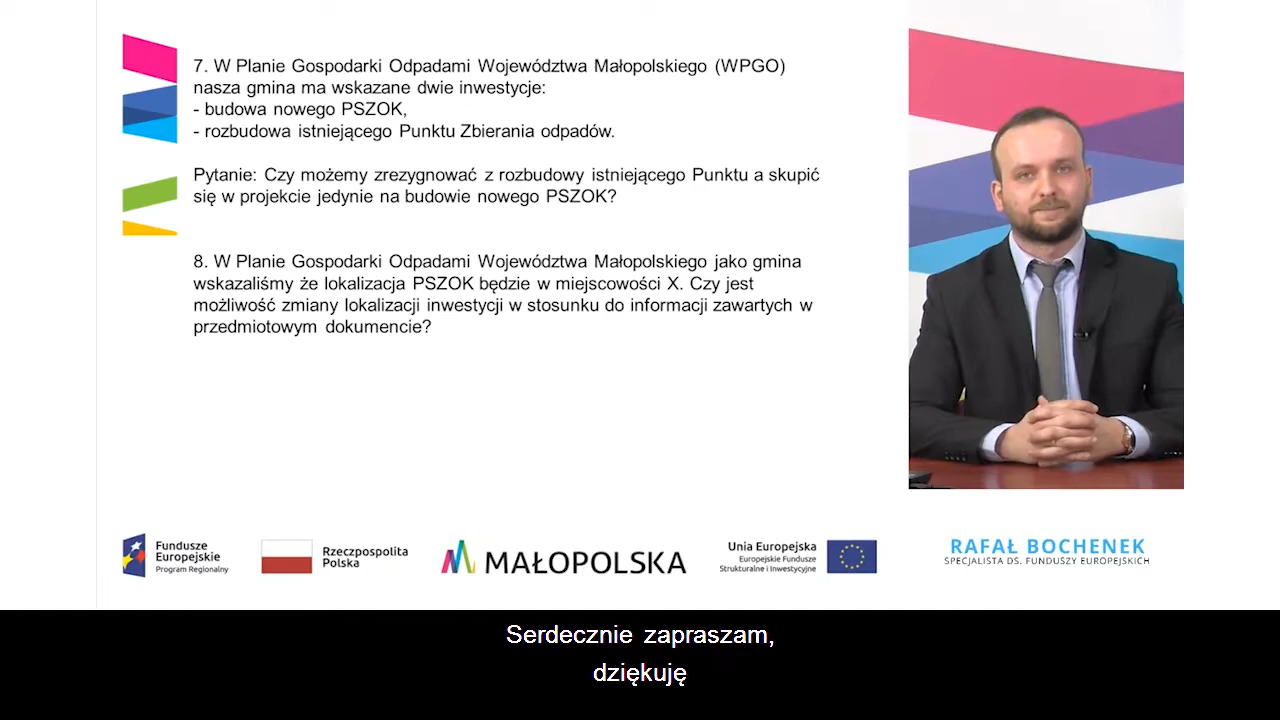 7. W Planie Gospodarki Odpadami Województwa Małopolskiego (WPGO)
nasza gmina ma wskazane dwie inwestycje:
- budowa nowego PSZOK,
- rozbudowa istniejącego Punktu Zbierania odpadów.
Pytanie: Czy możemy zrezygnować z rozbudowy istniejącego Punktu a skupić
się w projekcie jedynie na budowie nowego PSZOK?
8. W Planie Gospodarki Odpadami Województwa Małopolskiego jako gmina
wskazaliśmy że lokalizacja PSZOK będzie w miejscowości X. Czy jest
możliwość zmiany lokalizacji inwestycji w stosunku do informacji zawartych w
przedmiotowym dokumencie?
Fundusze
Europejskie
Program Regionalny
Rzeczpospolita
Polska
MAŁOPOLSKA
Unia Europejska
Europejskie Fundusze
Strukturalne i Inwestycyjne
RAFAŁ BOCHENEK
SPECJALISTA DS. FUNDUSZY EUROPEJSKICH
Serdecznie zapraszam,
dziękuję